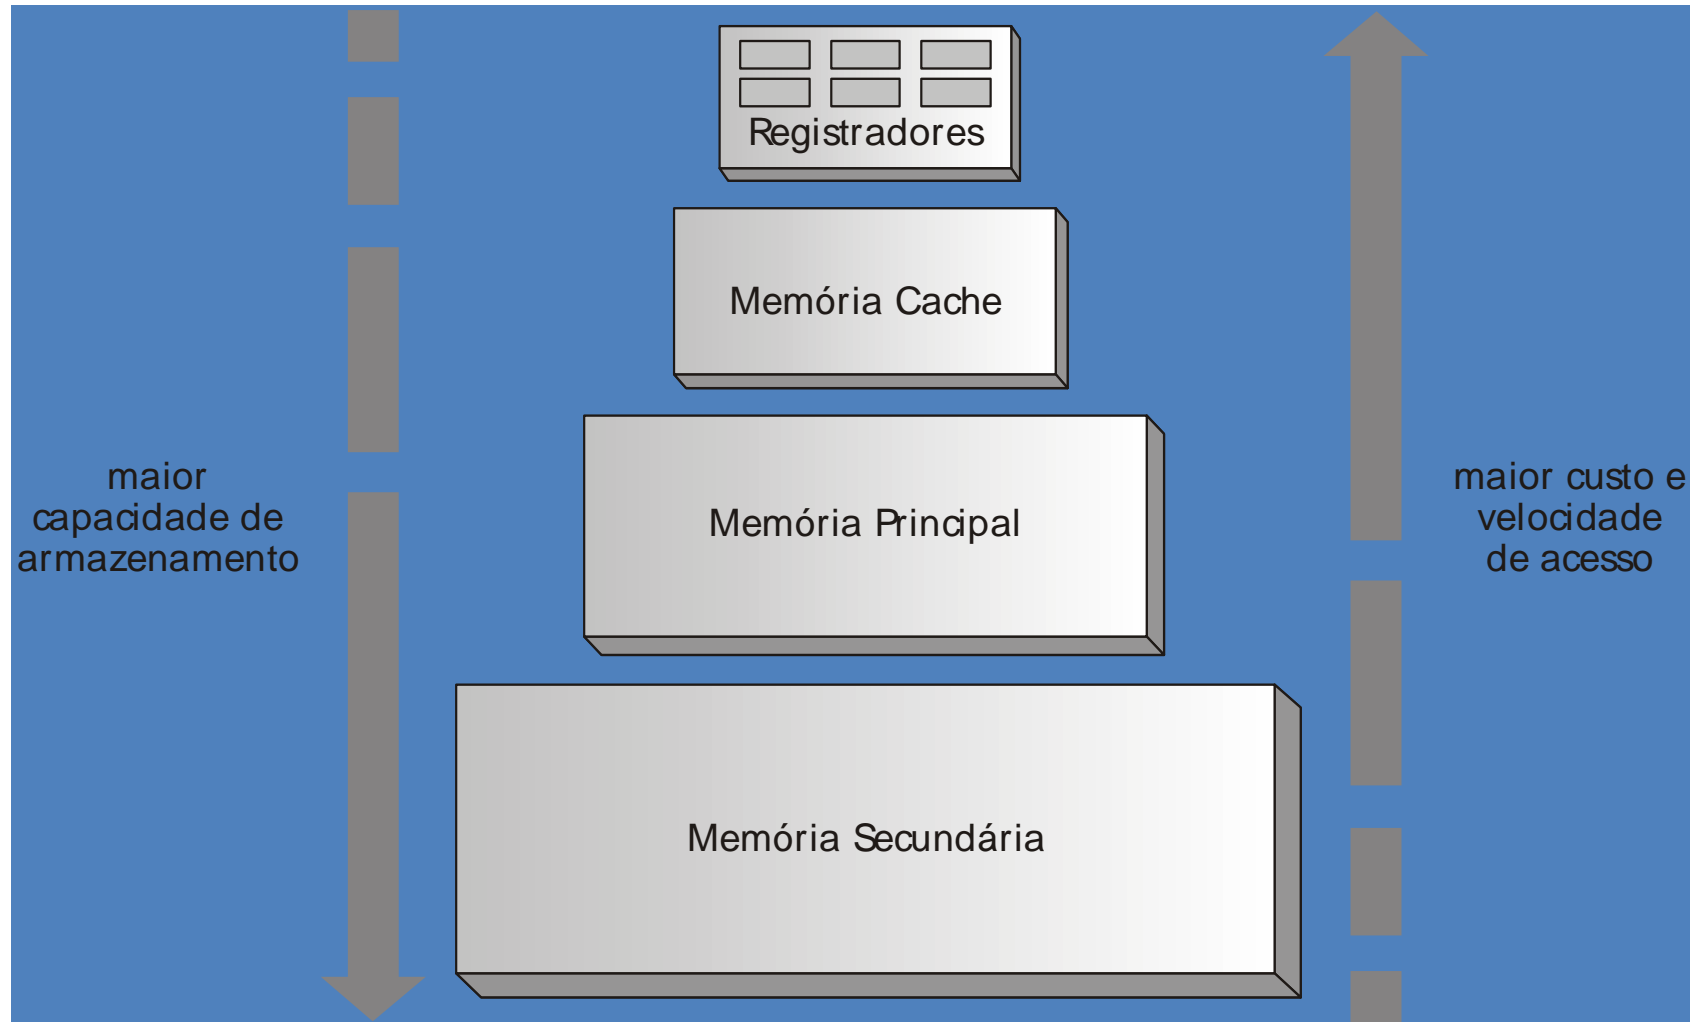 Registradores
Memória Cache
maior
capacidade de
armazenamento
Memória Principal
maior custo e
velocidade
de acesso
Memória Secundária